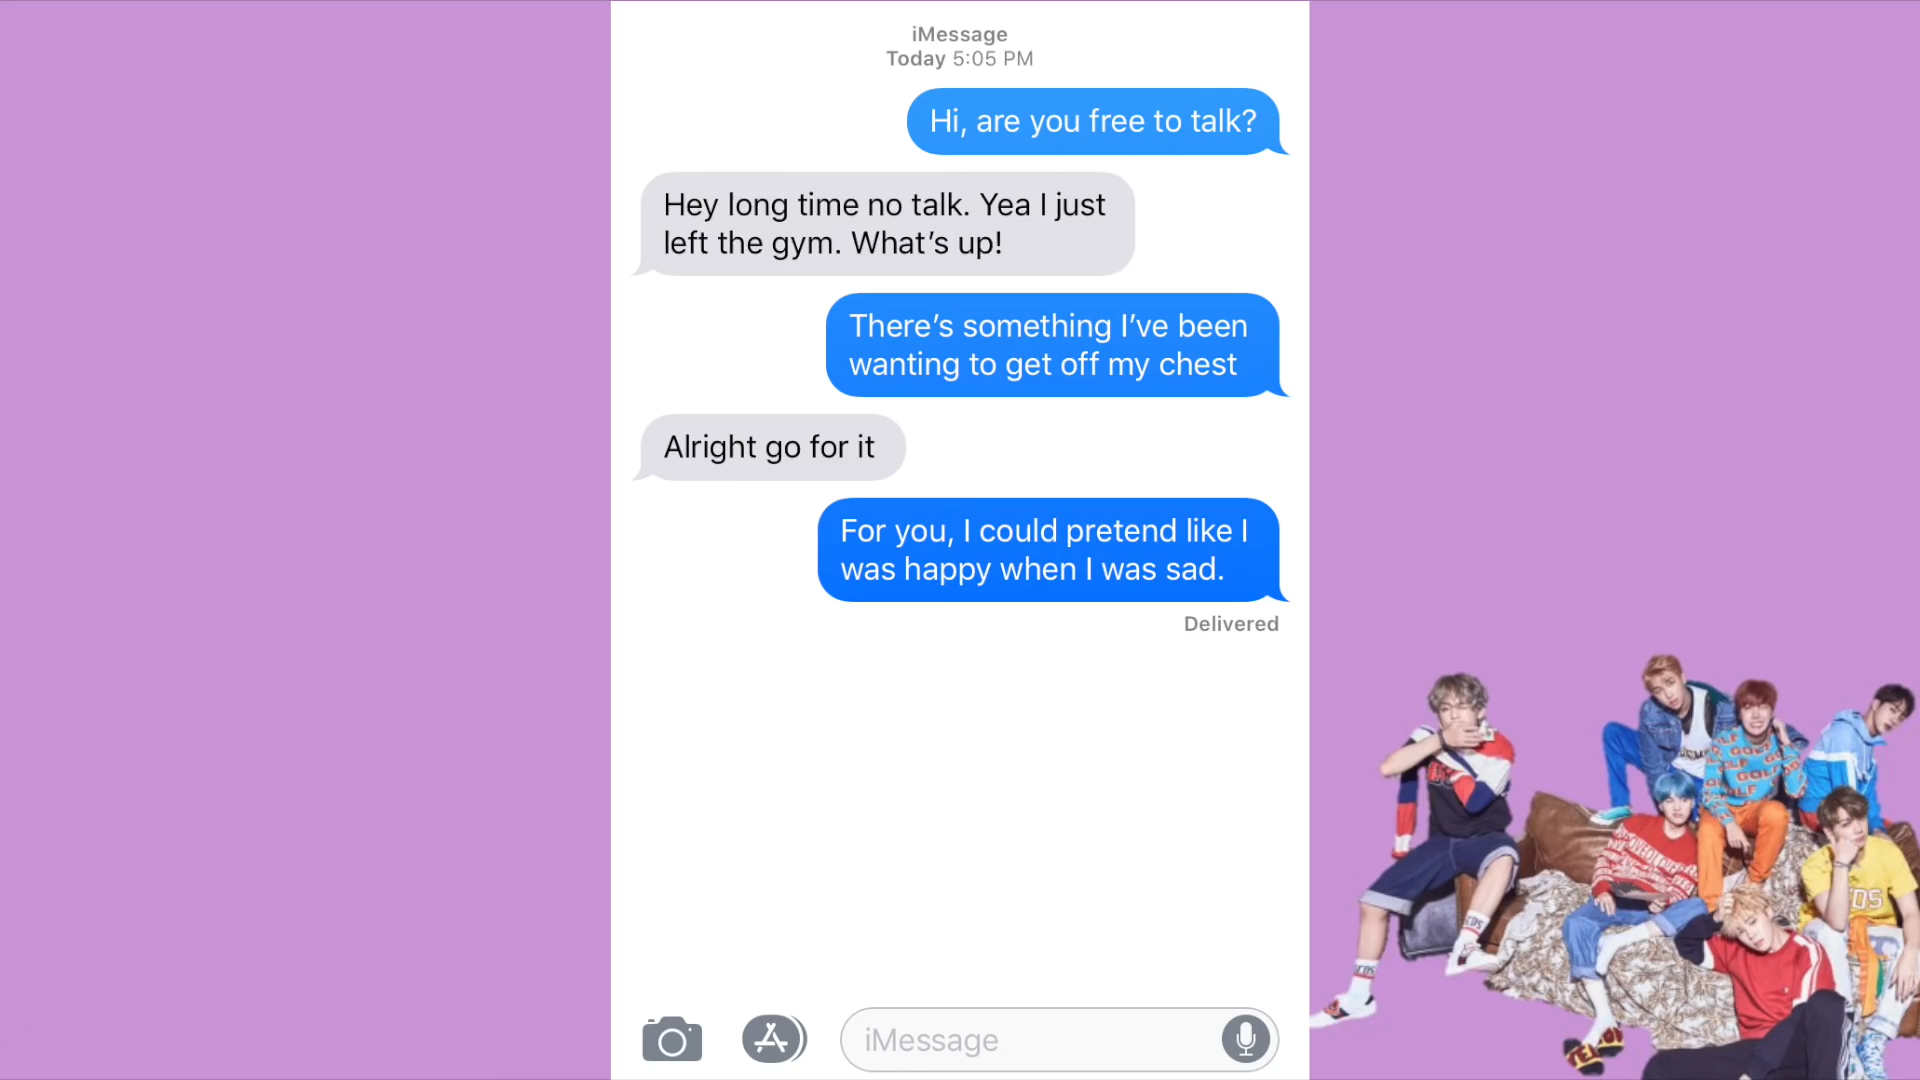 iMessage
Today 5:05 PM
Hi, are you free to talk?
Hey long time no talk. Yea I just
left the gym. What’s up!
There’s something I’ve been
wanting to get off my chest
Alright go for it
For you, I could pretend like I
was happy when I was sad.
Delivered
iMessage